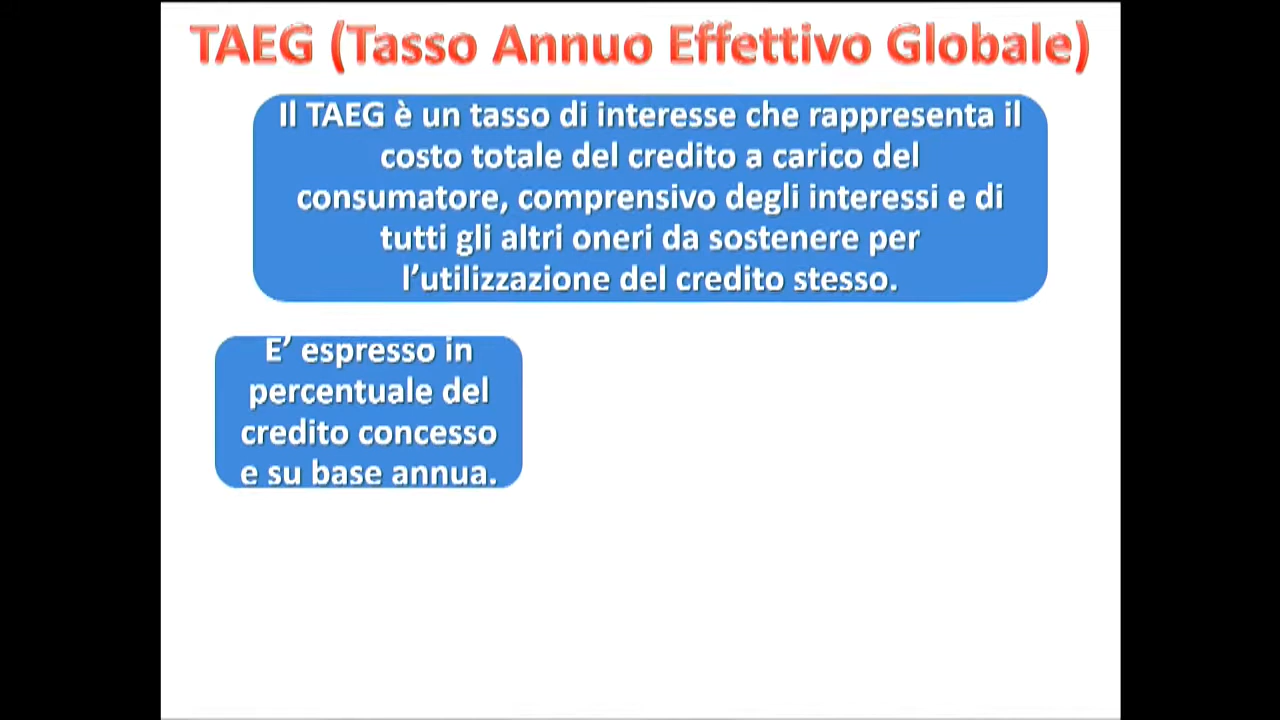 TAEG (Tasso Annuo Effettivo Globale)
Il TAEG è un tasso di interesse che rappresenta il
costo totale del credito a carico del
consumatore, comprensivo degli interessi e di
tutti gli altri oneri da sostenere per
l’utilizzazione del credito stesso.
E’ espresso in
percentuale del
credito concesso
e su base annua.